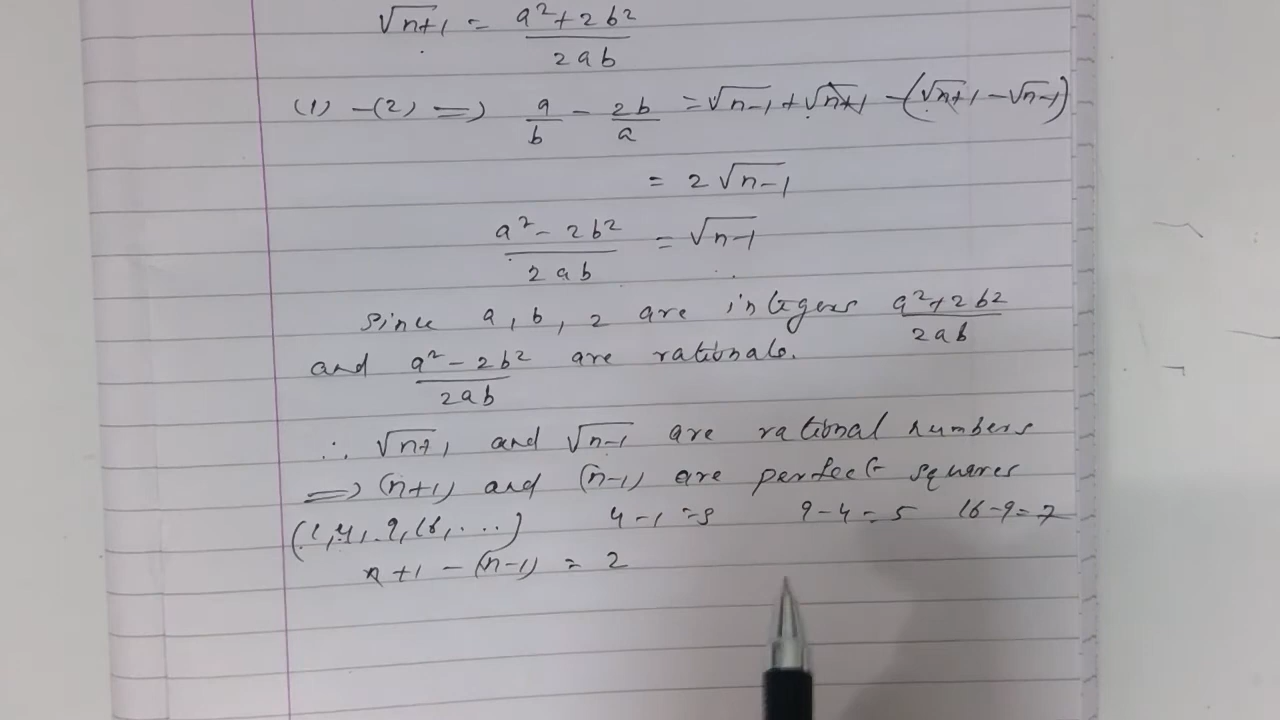 √n+1 = a²+2b² / 2ab
(1) -(2) => a/b - 2b/a = √n-1 + √n+1 - (√n+1 - √n-1)
= 2√n-1
a²-2b² / 2ab = √n-1
since a, b, 2 are integers a²+2b² / 2ab
and a²-2b² / 2ab are rationals.
∴ √n+1 and √n-1 are rational numbers
=> (n+1) and (n-1) are perfect squares
(1,4,9,16,...) 4-1=3 9-4=5 16-9=7
n+1-(n-1) = 2